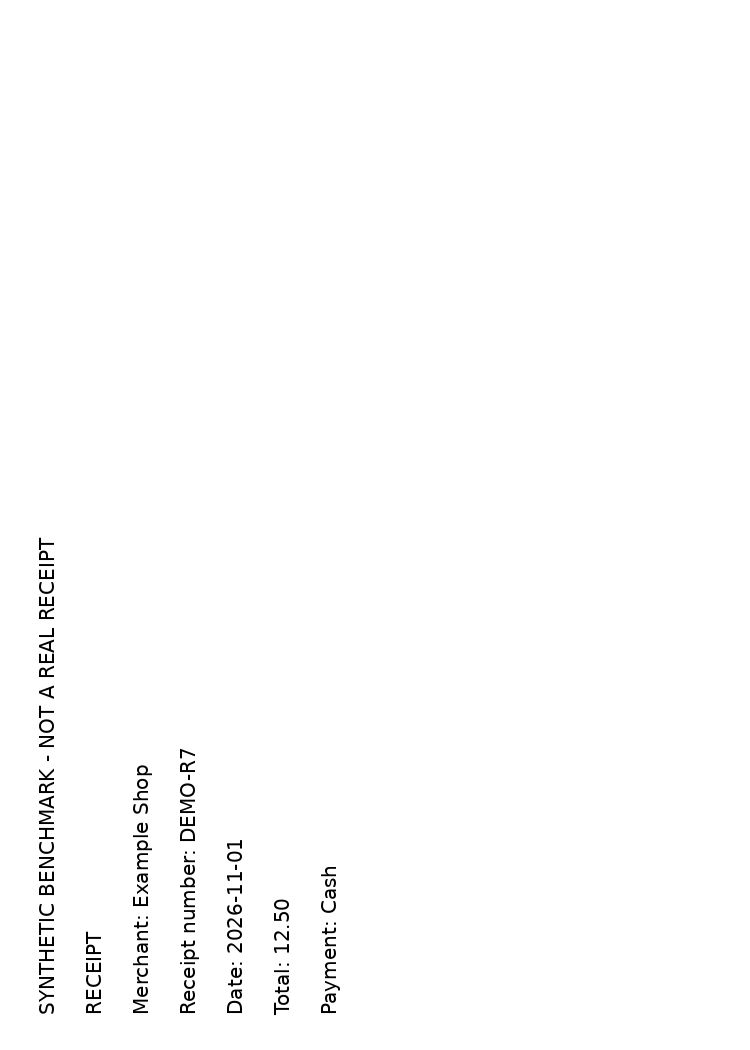 SYNTHETIC BENCHMARK - NOT A REAL RECEIPT
RECEIPT
Merchant: Example Shop
Receipt number: DEMO-R7
Date: 2026-11-01
Total: 12.50
Payment: Cash